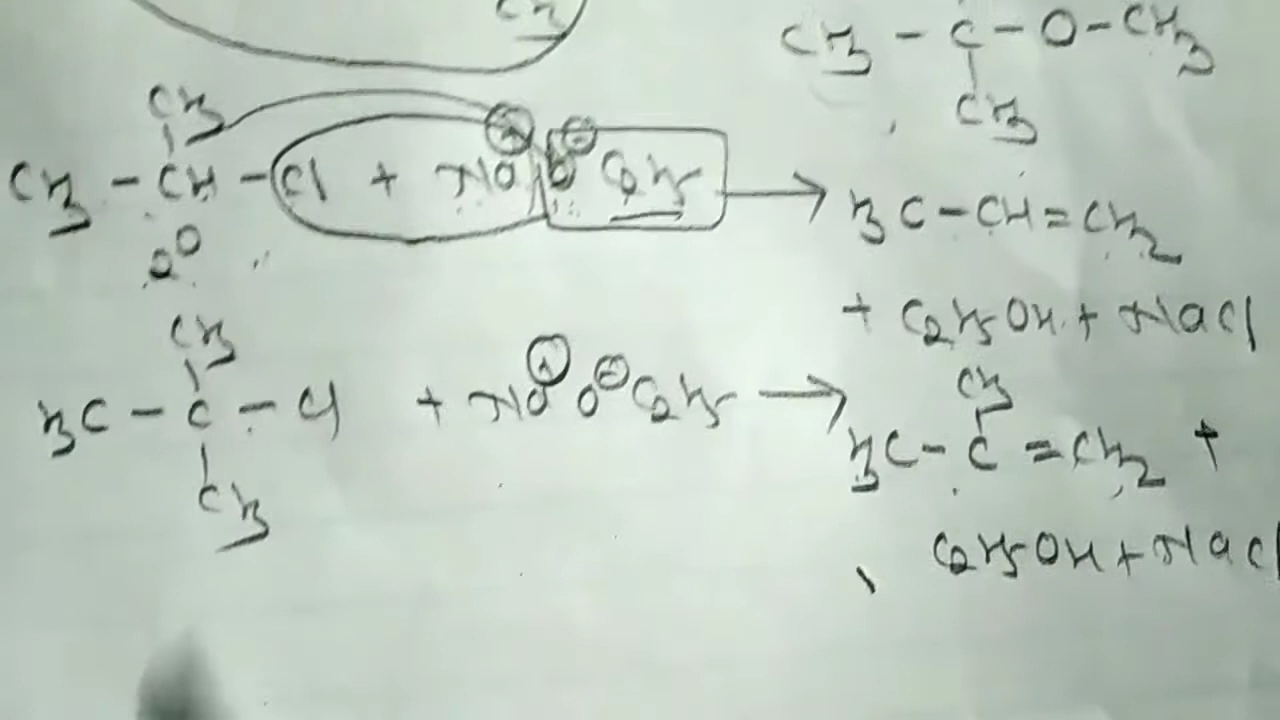 CH3
CH3 - C - O - CH3
CH3
CH3
CH3 - CH - Cl + Na⊕ O⊖ C2H5 →
2°
H3C - CH = CH2
+ C2H5OH + NaCl
CH3
H3C - C - Cl + Na⊕ O⊖ C2H5 →
CH3
CH3
H3C - C = CH2 +
C2H5OH + NaCl